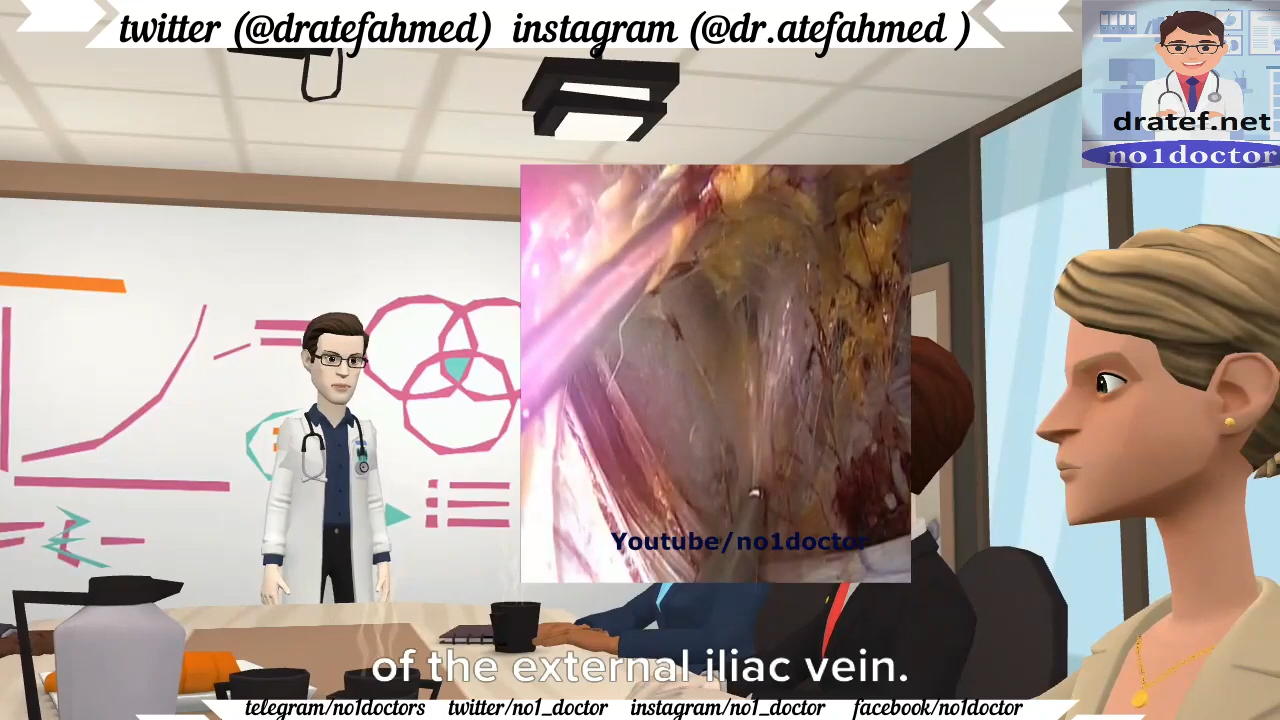 twitter (@dratefahmed) instagram (@dr.atefahmed )
dratef.net
no1doctor
Youtube/no1doctor
of the external iliac vein.
telegram/no1doctors twitter/no1_doctor instagram/no1_doctor facebook/no1doctor